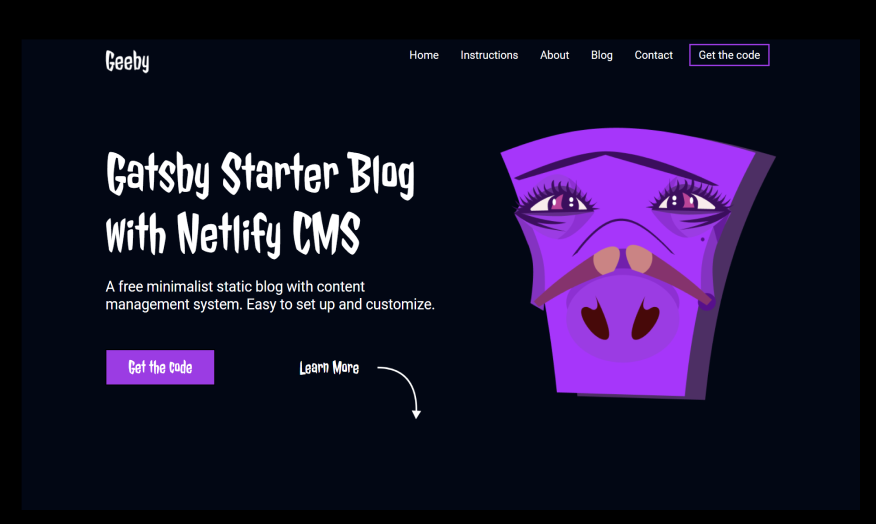 Geeby
Home
Instructions
About
Blog
Contact
Get the code
Gatsby Starter Blog
with Netlify CMS
A free minimalist static blog with content
management system. Easy to set up and customize.
Get the code
Learn More